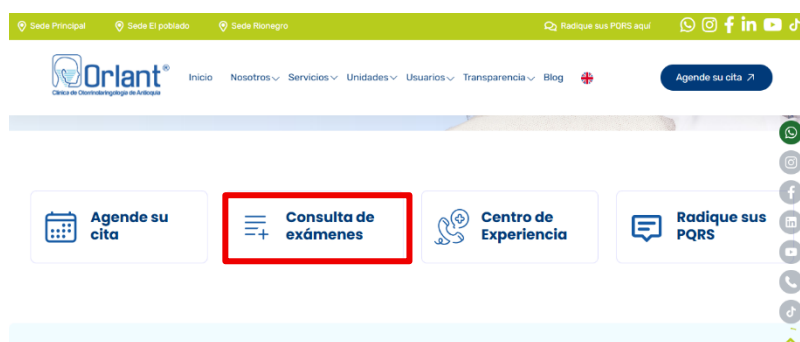 Sede Principal
Sede El poblado
Sede Rionegro
Radique sus PQRS aquí
Orlant®
Clínica de Otorrinolaringología de Antioquia
Inicio
Nosotros
Servicios
Unidades
Usuarios
Transparencia
Blog
Agende su cita
Agende su
cita
Consulta de
exámenes
Centro de
Experiencia
Radique sus
PQRS